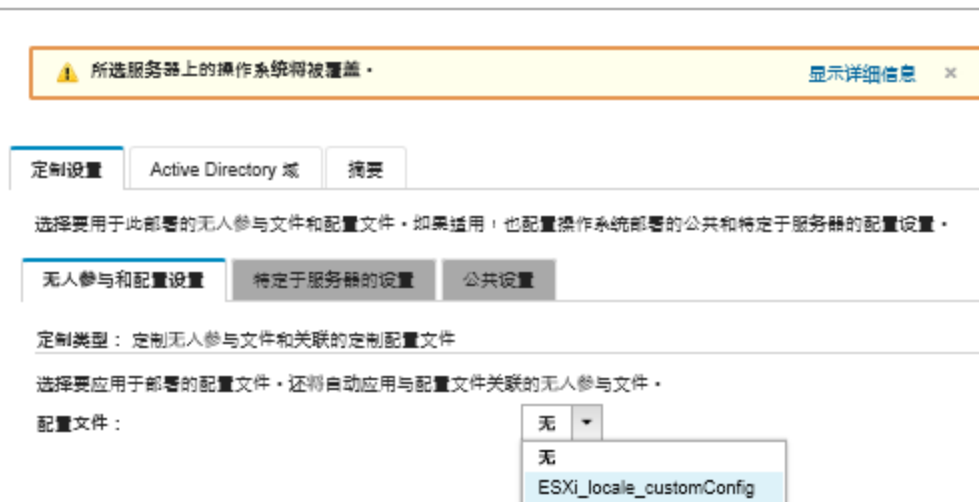 所选服务器上的操作系统将被覆盖。 显示详细信息 ×
定制设置 Active Directory 域 摘要
选择要用于此部署的无人参与文件和配置文件。如果适用，也配置操作系统部署的公共和特定于服务器的配置设置。
无人参与和配置设置 特定于服务器的设置 公共设置
定制类型： 定制无人参与文件和关联的定制配置文件
选择要应用于部署的配置文件。还将自动应用与配置文件关联的无人参与文件。
配置文件： 无
无
ESXi_locale_customConfig